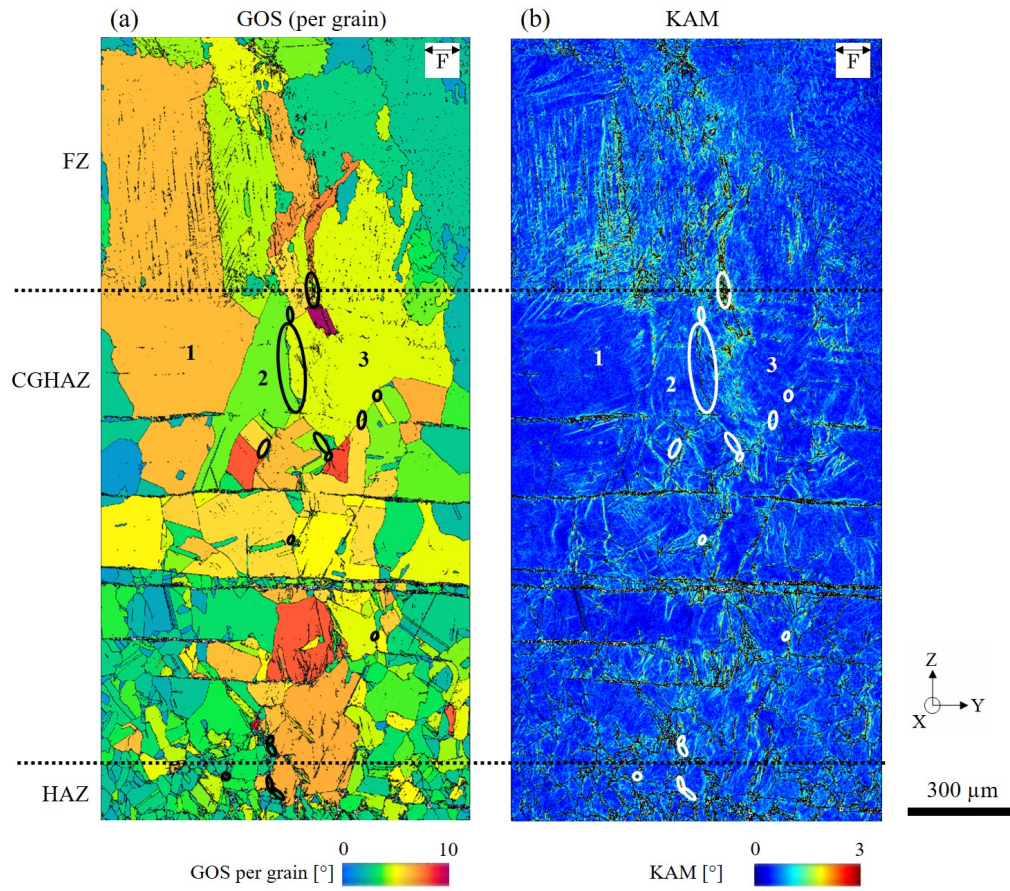 (a) GOS (per grain)
(b) KAM
F
F
FZ
1
2
3
1
2
3
CGHAZ
HAZ
Z
Y
X
300 µm
GOS per grain [°]
0
10
KAM [°]
0
3